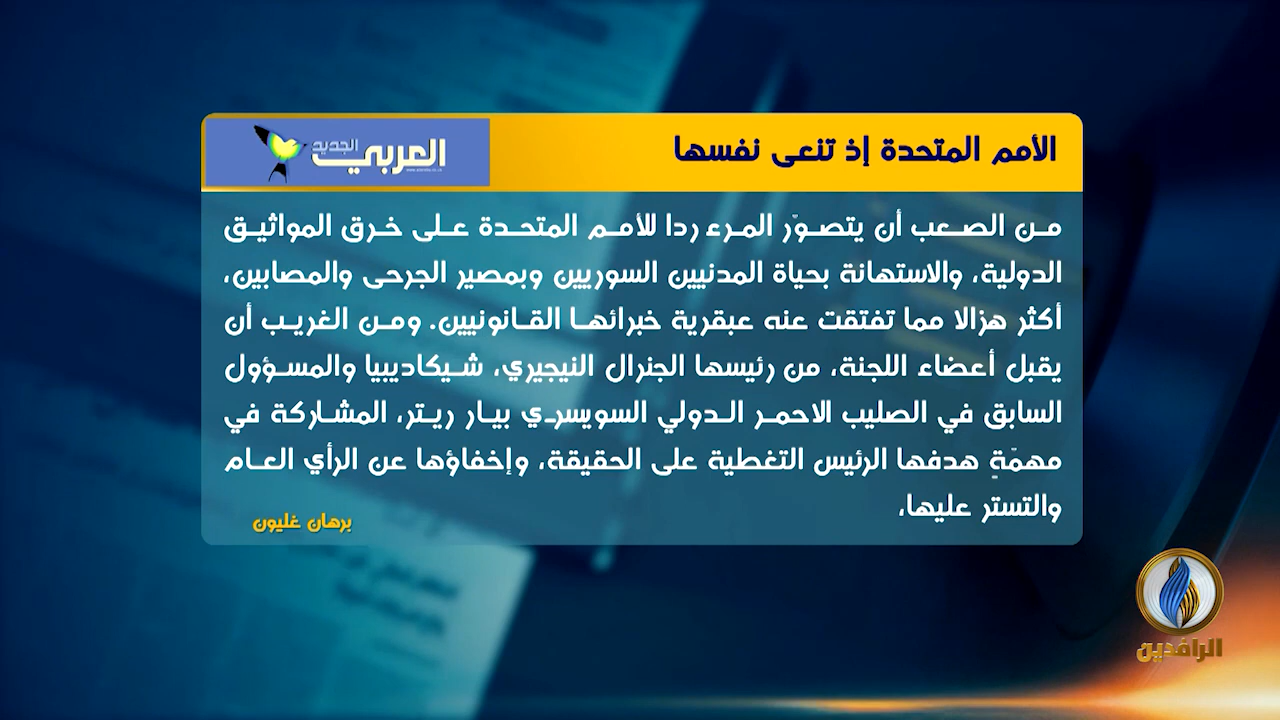 الأمم المتحدة إذ تنعى نفسها
العربي الجديد
من الصعب أن يتصوّر المرء ردا للأمم المتحدة على خرق المواثيق
الدولية، والاستهانة بحياة المدنيين السوريين وبمصير الجرحى والمصابين،
أكثر هزالا مما تفتقت عنه عبقرية خبرائها القانونيين. ومن الغريب أن
يقبل أعضاء اللجنة، من رئيسها الجنرال النيجيري، شيكاديبيا والمسؤول
السابق في الصليب الاحمر الدولي السويسري بيار ريتر، المشاركة في
مهمّةٍ هدفها الرئيس التغطية على الحقيقة، وإخفاؤها عن الرأي العام
والتستر عليها،
برهان غليون
الرافدين